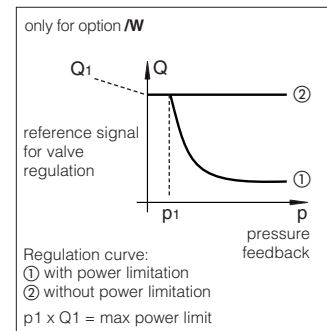 only for option /W
Q1
Q
②
reference signal
for valve
regulation
①
p1
p
pressure
feedback
Regulation curve:
① with power limitation
② without power limitation
p1 x Q1 = max power limit